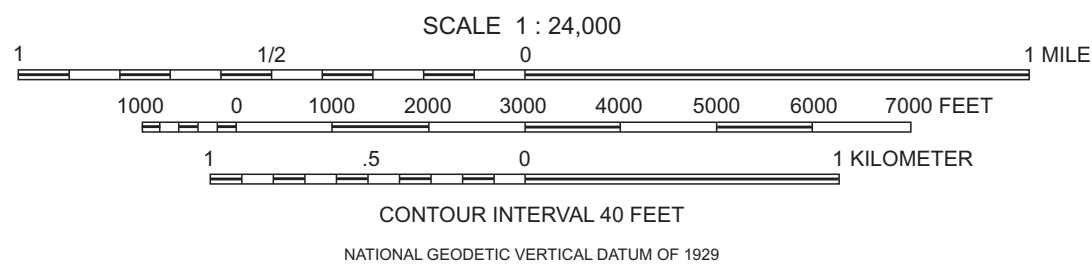 SCALE 1 : 24,000
1 1/2 0 1 MILE
1000 0 1000 2000 3000 4000 5000 6000 7000 FEET
1 .5 0 1 KILOMETER
CONTOUR INTERVAL 40 FEET
NATIONAL GEODETIC VERTICAL DATUM OF 1929